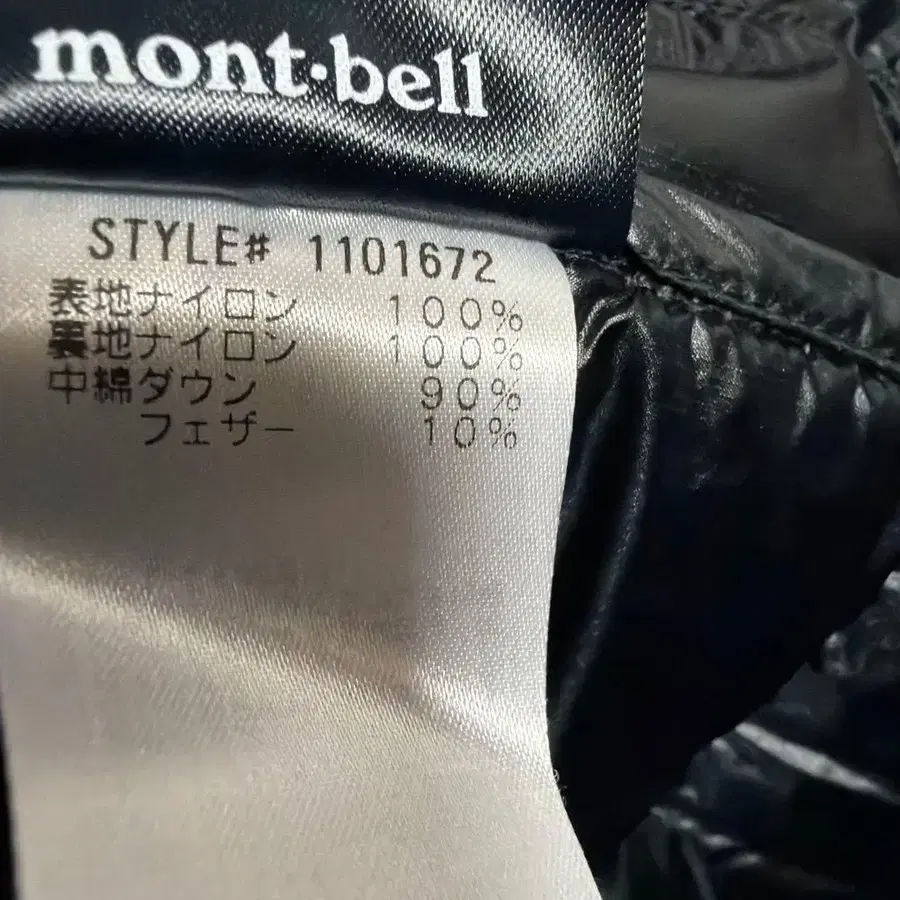 mont·bell
STYLE# 1101672
表地ナイロン 100%
裏地ナイロン 100%
中綿ダウン 90%
フェザー 10%